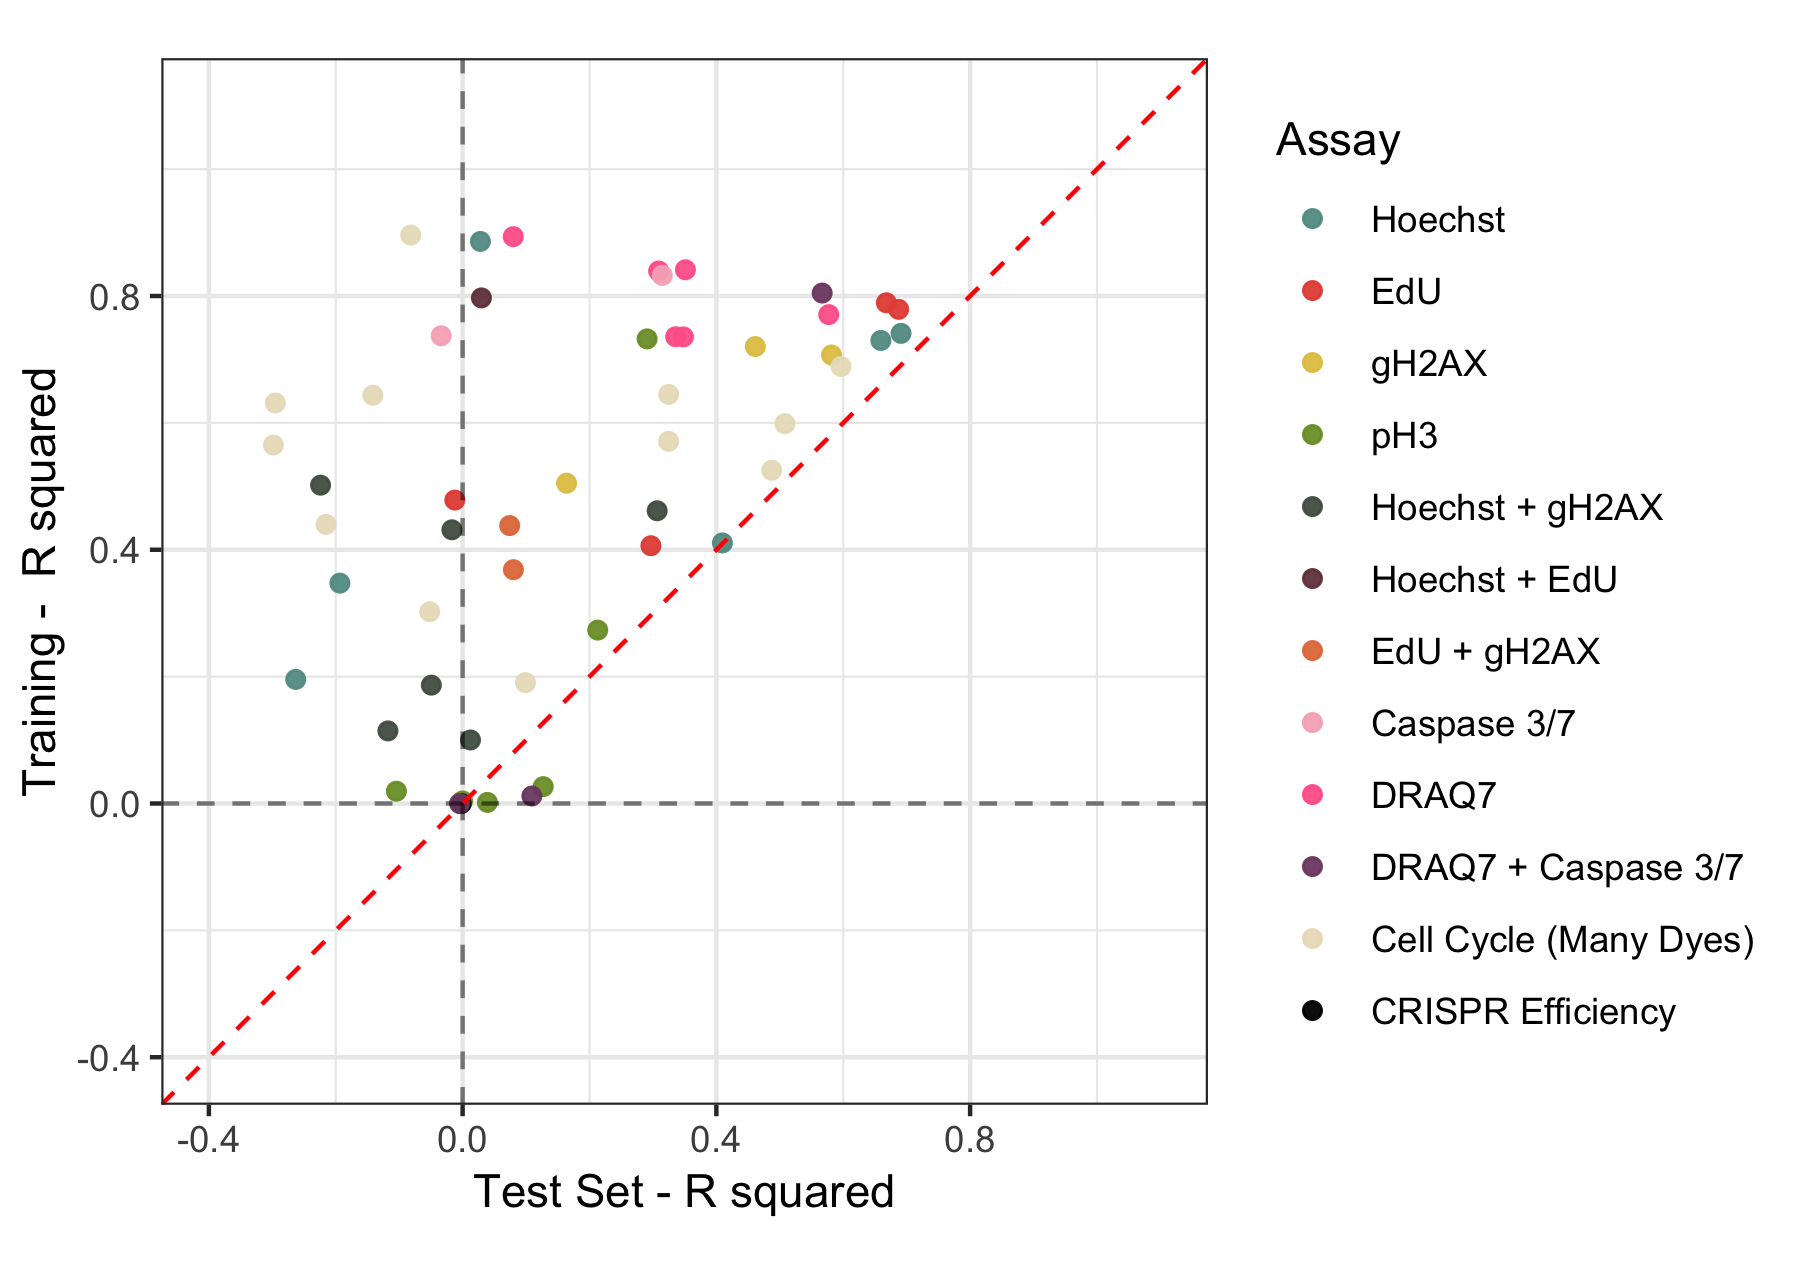 Training - R squared
0.8
0.4
0.0
-0.4
-0.4
0.0
0.4
0.8
Test Set - R squared
Assay
Hoechst
EdU
gH2AX
pH3
Hoechst + gH2AX
Hoechst + EdU
EdU + gH2AX
Caspase 3/7
DRAQ7
DRAQ7 + Caspase 3/7
Cell Cycle (Many Dyes)
CRISPR Efficiency